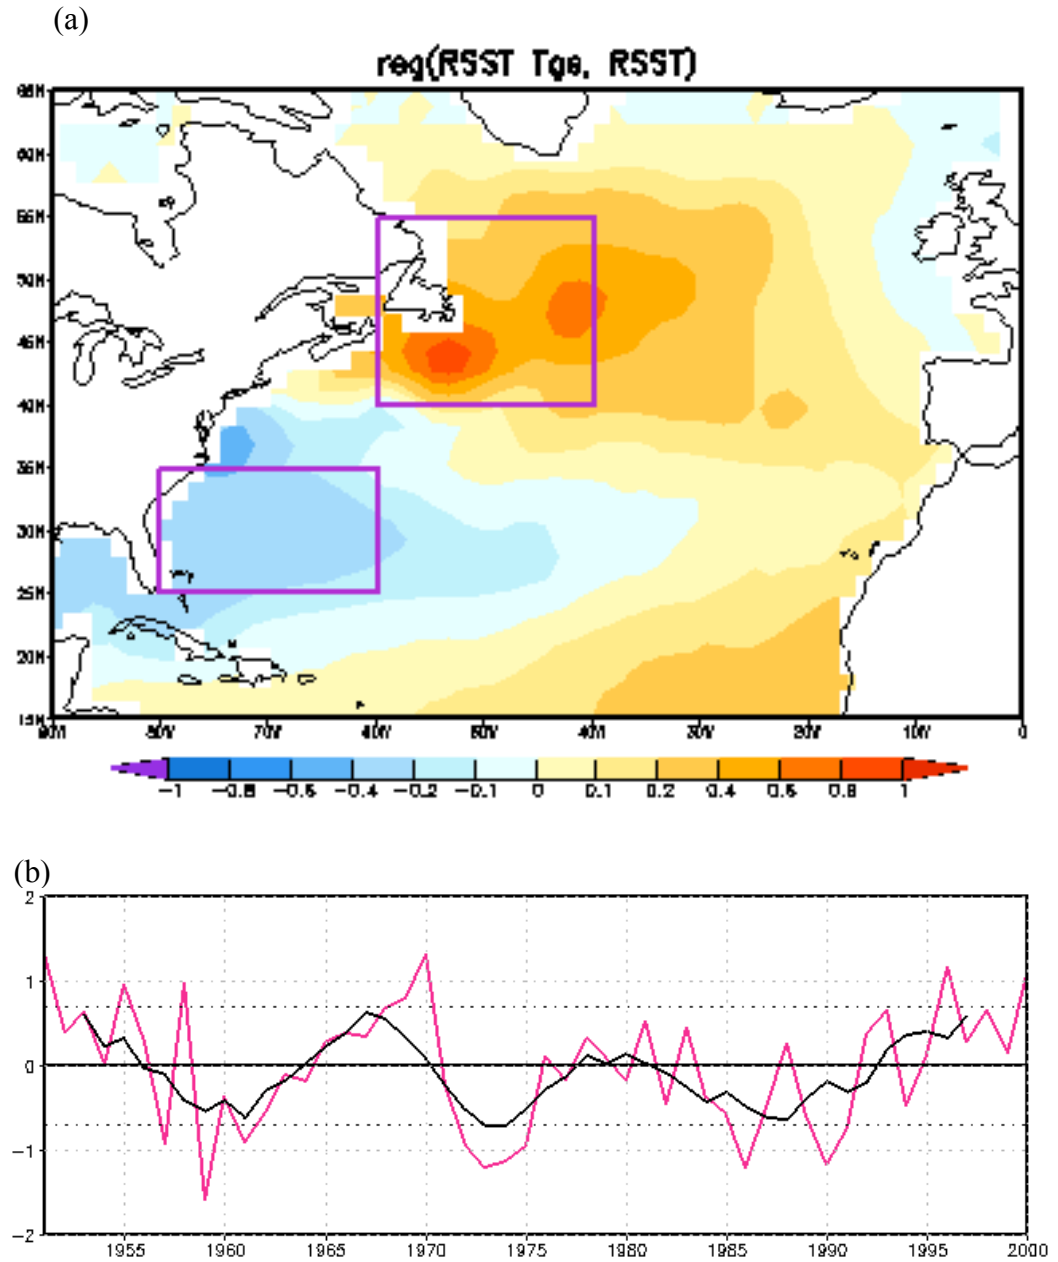 (a)
reg(RSST Tgs, RSST)
65N
60N
55N
50N
45N
40N
35N
30N
25N
20N
15N
90W 80W 70W 60W 50W 40W 30W 20W 10W 0
-1 -0.8 -0.6 -0.4 -0.2 -0.1 0 0.1 0.2 0.4 0.6 0.8 1
(b)
2
1
0
-1
-2
1955 1960 1965 1970 1975 1980 1985 1990 1995 2000